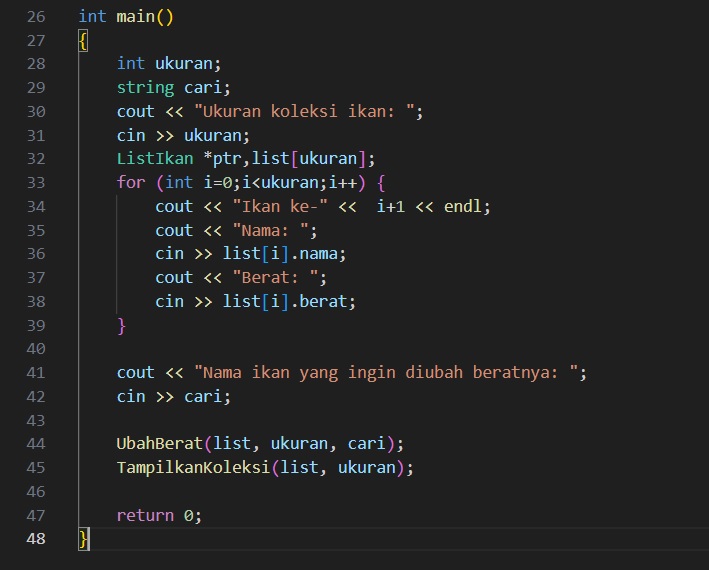 26 int main()
27 {
28     int ukuran;
29     string cari;
30     cout << "Ukuran koleksi ikan: ";
31     cin >> ukuran;
32     ListIkan *ptr,list[ukuran];
33     for (int i=0;i<ukuran;i++) {
34         cout << "Ikan ke-" <<  i+1 << endl;
35         cout << "Nama: ";
36         cin >> list[i].nama;
37         cout << "Berat: ";
38         cin >> list[i].berat;
39     }
40
41     cout << "Nama ikan yang ingin diubah beratnya: ";
42     cin >> cari;
43
44     UbahBerat(list, ukuran, cari);
45     TampilkanKoleksi(list, ukuran);
46
47     return 0;
48 }